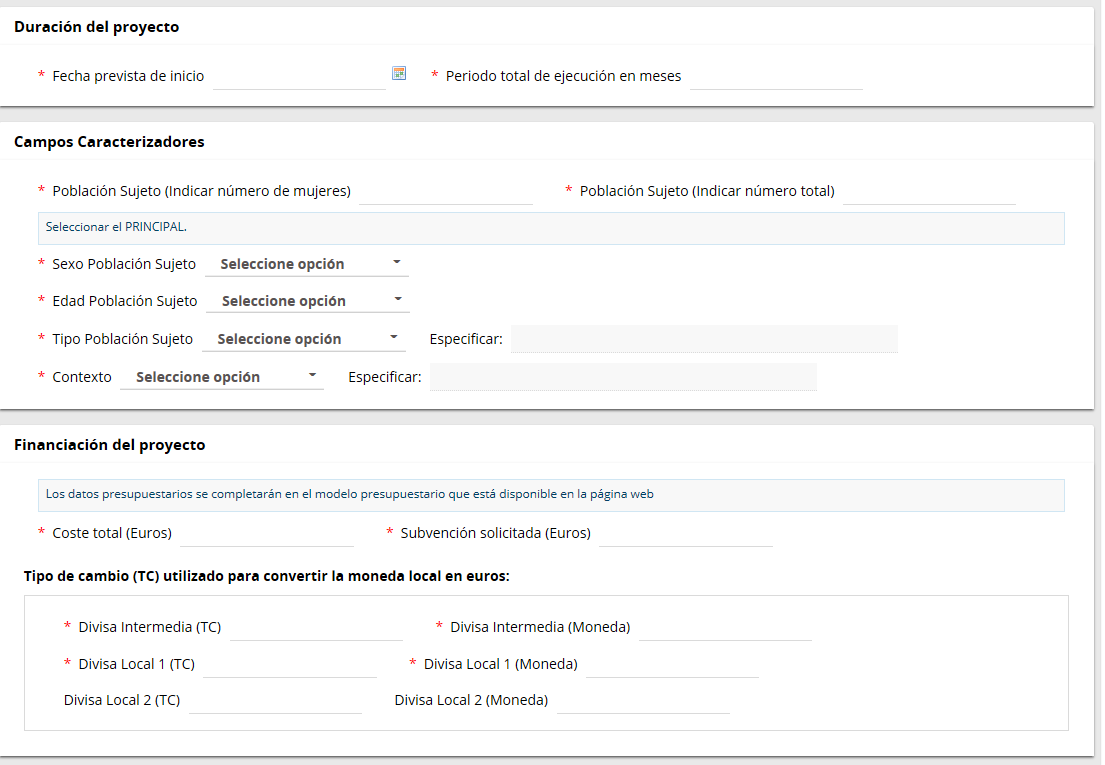 Duración del proyecto
* Fecha prevista de inicio * Periodo total de ejecución en meses
Campos Caracterizadores
* Población Sujeto (Indicar número de mujeres) * Población Sujeto (Indicar número total)
Seleccionar el PRINCIPAL.
* Sexo Población Sujeto Seleccione opción
* Edad Población Sujeto Seleccione opción
* Tipo Población Sujeto Seleccione opción Especificar:
* Contexto Seleccione opción Especificar:
Financiación del proyecto
Los datos presupuestarios se completarán en el modelo presupuestario que está disponible en la página web
* Coste total (Euros) * Subvención solicitada (Euros)
Tipo de cambio (TC) utilizado para convertir la moneda local en euros:
* Divisa Intermedia (TC) * Divisa Intermedia (Moneda)
* Divisa Local 1 (TC) * Divisa Local 1 (Moneda)
Divisa Local 2 (TC) Divisa Local 2 (Moneda)